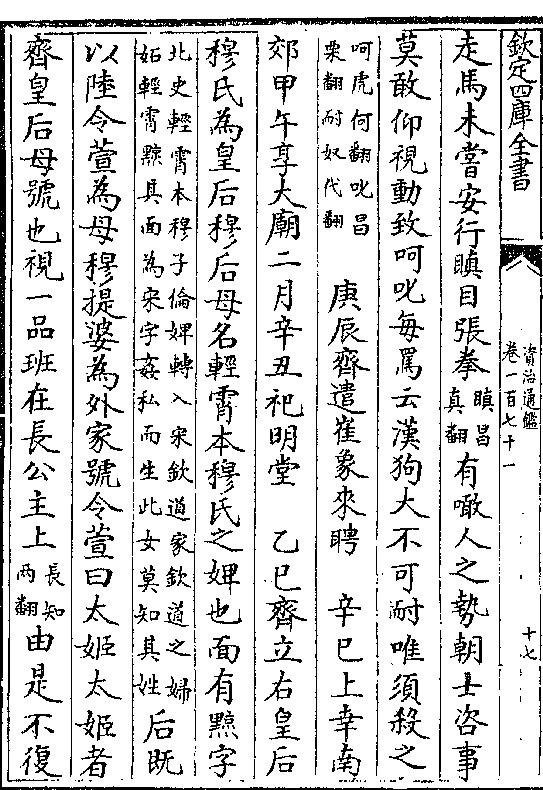 欽定四庫全書
資治通鑑
卷一百七十一
十七
走馬未嘗安行瞋目張拳瞋昌真翻有噉人之勢朝士咨事
莫敢仰視動致呵叱每罵云漢狗大不可耐唯須殺之
呵虎何翻叱昌栗翻耐奴代翻 庚辰齊遣崔象來聘 辛巳上幸南
郊甲午享大廟二月辛丑祀明堂 乙巳齊立右皇后
穆氏為皇后穆后母名輕霄本穆氏之婢也面有黥字
北史輕霄本穆子倫婢轉入宋欽道家欽道之婦妬輕霄黥其面為宋字姦私而生此女莫知其姓后既
以陸令萱為母穆提婆為外家號令萱曰太姬太姬者
齊皇后母號也視一品班在長公主上長知兩翻由是不復